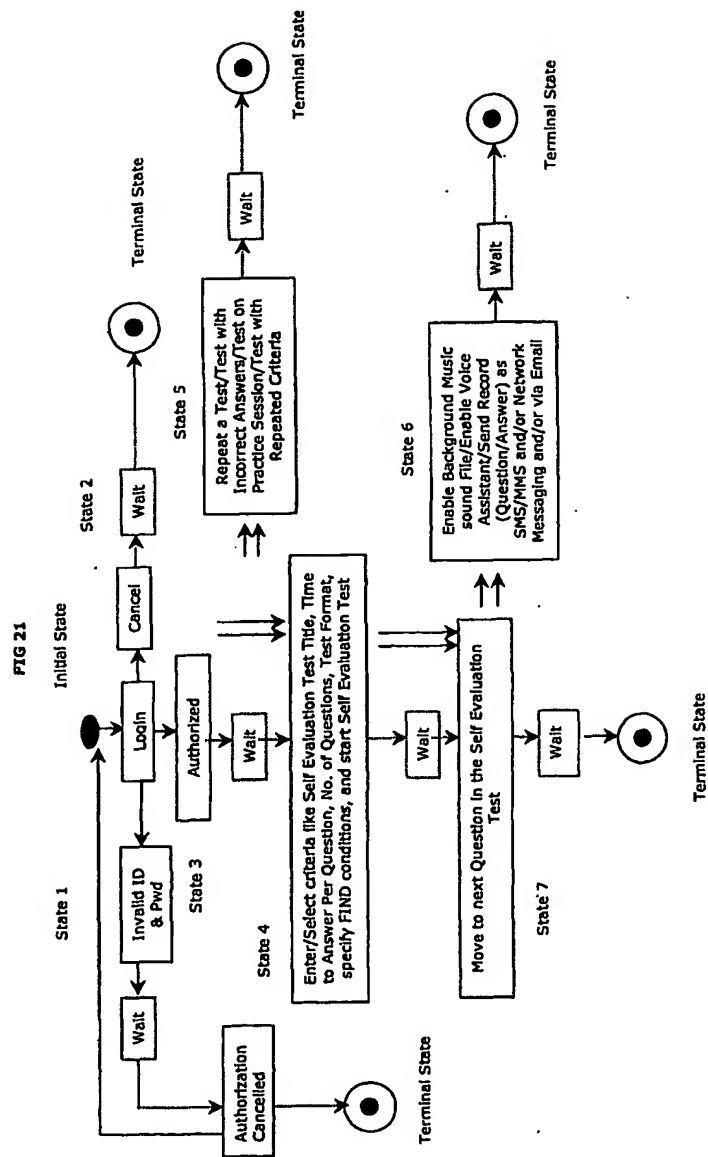 FIG 21
Initial State
State 1
Login
Cancel
Wait
State 2
Terminal State
Invalid ID
& Pwd
State 3
Wait
Authorization
Cancelled
Terminal State
Authorized
Wait
State 4
Enter/Select criteria like Self Evaluation Test Title, Time
to Answer Per Question, No. of Questions, Test Format,
specify FIND conditions, and start Self Evaluation Test
State 5
Repeat a Test/Test with
Incorrect Answers/Test on
Practice Session/Test with
Repeated Criteria
Wait
Terminal State
Wait
Move to next Question in the Self Evaluation
Test
State 7
State 6
Enable Background Music
sound File/Enable Voice
Assistant/Send Record
(Question/Answer) as
SMS/MMS and/or Network
Messaging and/or via Email
Wait
Terminal State
Wait
Terminal State